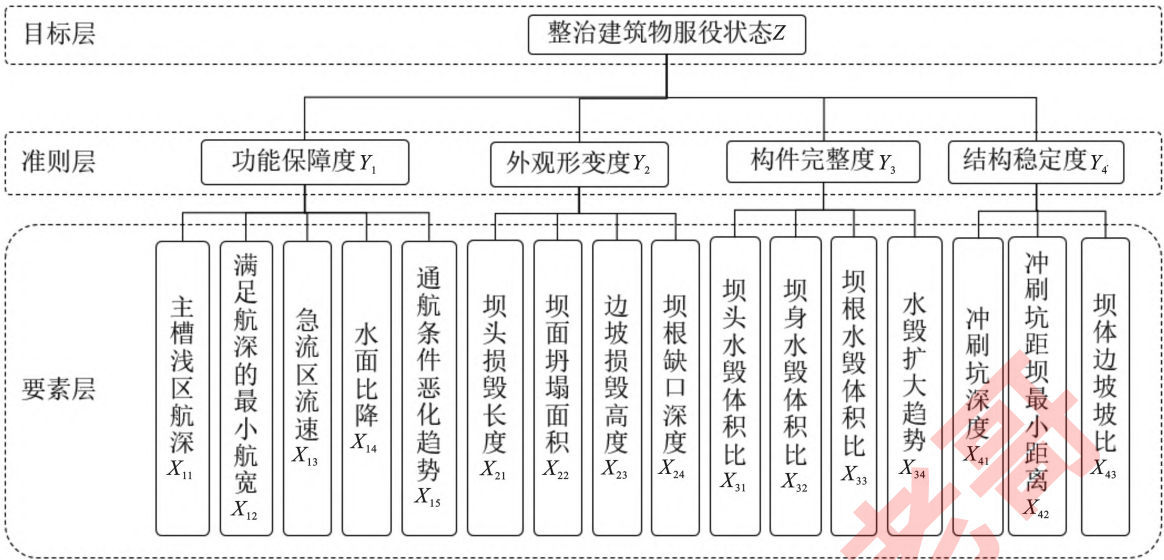 目标层
整治建筑物服役状态Z
准则层
功能保障度Y₁
外观形变度Y₂
构件完整度Y₃
结构稳定度Y₄
要素层
主槽浅区航深X₁₁
满足航深的最小航宽X₁₂
急流区流速X₁₃
水面比降X₁₄
通航条件恶化趋势X₁₅
坝头损毁长度X₂₁
坝面坍塌面积X₂₂
边坡损毁高度X₂₃
坝根缺口深度X₂₄
坝头水毁体积比X₃₁
坝身水毁体积比X₃₂
坝根水毁体积比X₃₃
水毁扩大趋势X₃₄
冲刷坑深度X₄₁
冲刷坑距坝最小距离X₄₂
坝体边坡坡比X₄₃
老哥